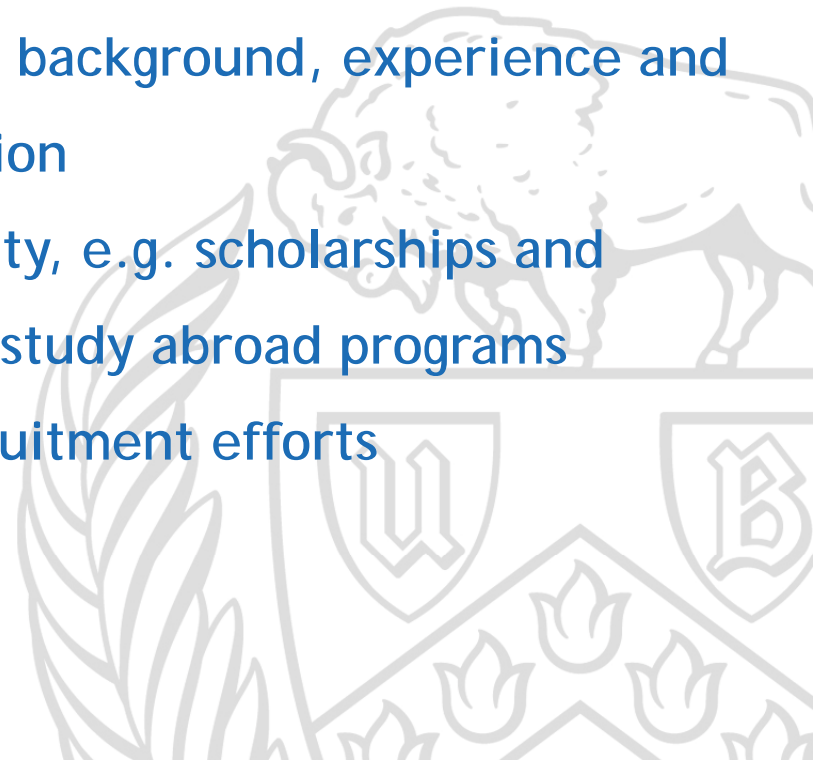 background, experience and
ion
ty, e.g. scholarships and
study abroad programs
uitment efforts
U B